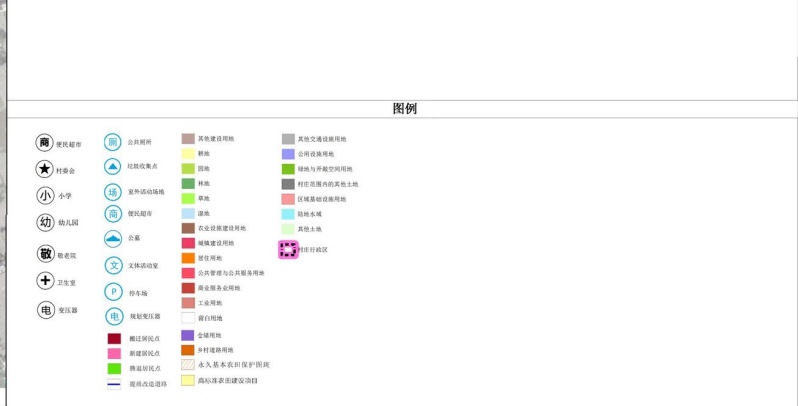 图例
商 便民超市
村委会
小 小学
幼 幼儿园
敬 敬老院
卫生室
电 变压器
厕 公共厕所
垃圾收集点
场 室外活动场地
商 便民超市
公墓
文 文体活动室
P 停车场
电 规划变压器
搬迁居民点
新建居民点
腾退居民点
提质改造道路
其他建设用地
耕地
园地
林地
草地
湿地
农业设施建设用地
城镇建设用地
居住用地
公共管理与公共服务用地
商业服务业用地
工业用地
留白用地
仓储用地
乡村道路用地
永久基本农田保护图斑
高标准农田建设项目
其他交通设施用地
公用设施用地
绿地与开敞空间用地
村庄范围内的其他土地
区域基础设施用地
陆地水域
其他土地
村庄行政区